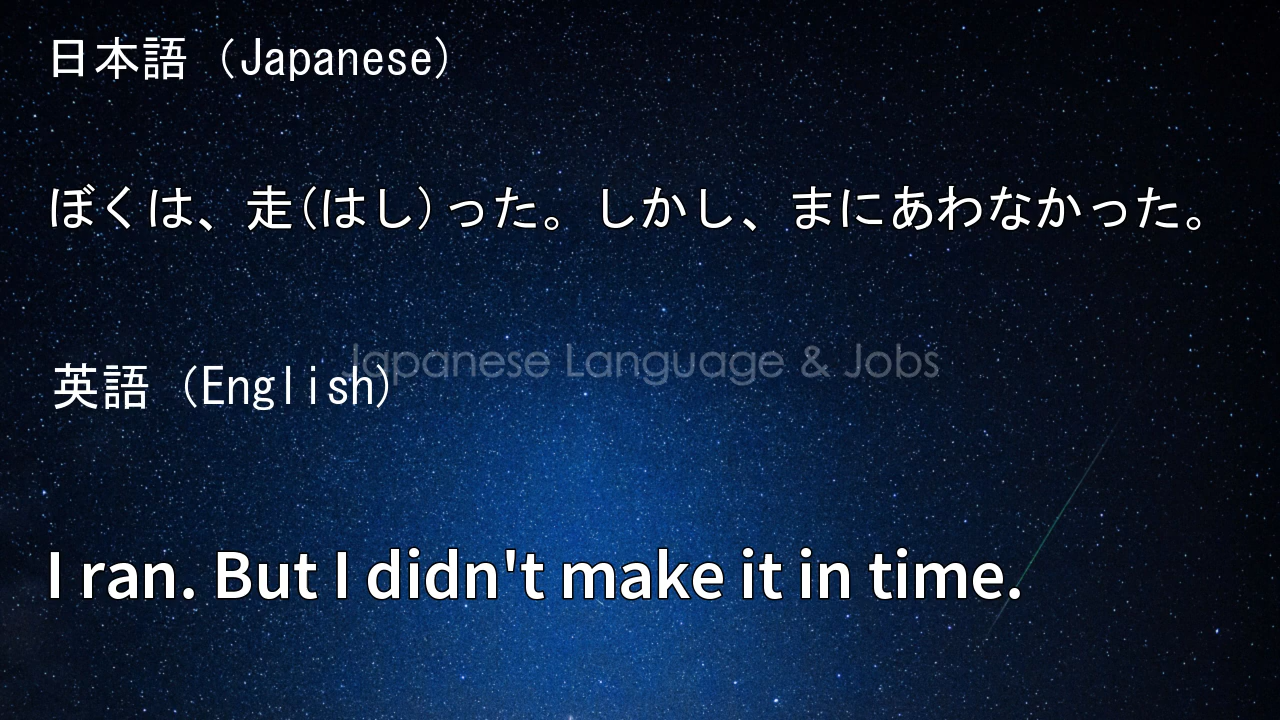 日本語 (Japanese)
ぼくは、走(はし)った。しかし、まにあわなかった。
Japanese Language & Jobs
英語 (English)
I ran. But I didn't make it in time.